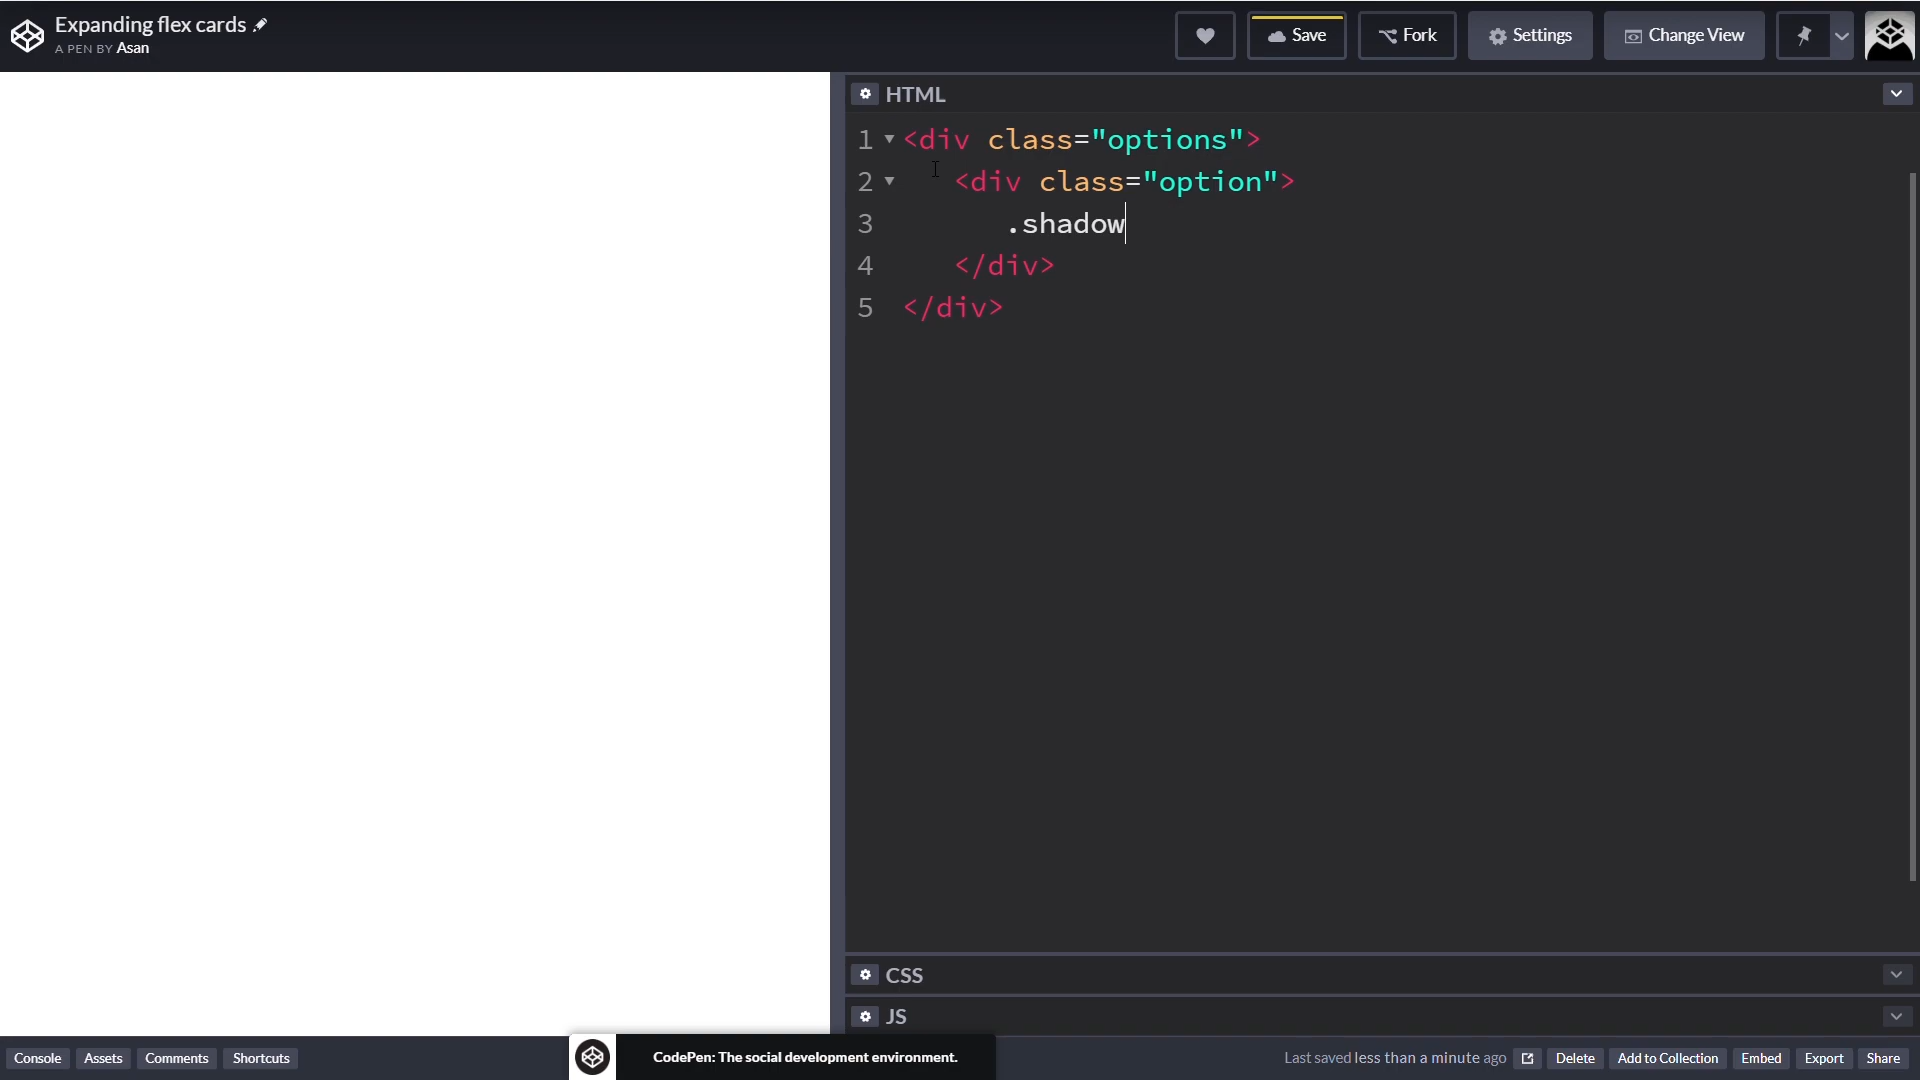 Expanding flex cards
A PEN BY Asan
Save
Fork
Settings
Change View
HTML
1 <div class="options">
2 <div class="option">
3 .shadow
4 </div>
5 </div>
CSS
JS
Console Assets Comments Shortcuts
CodePen: The social development environment.
Last saved less than a minute ago
Delete Add to Collection Embed Export Share